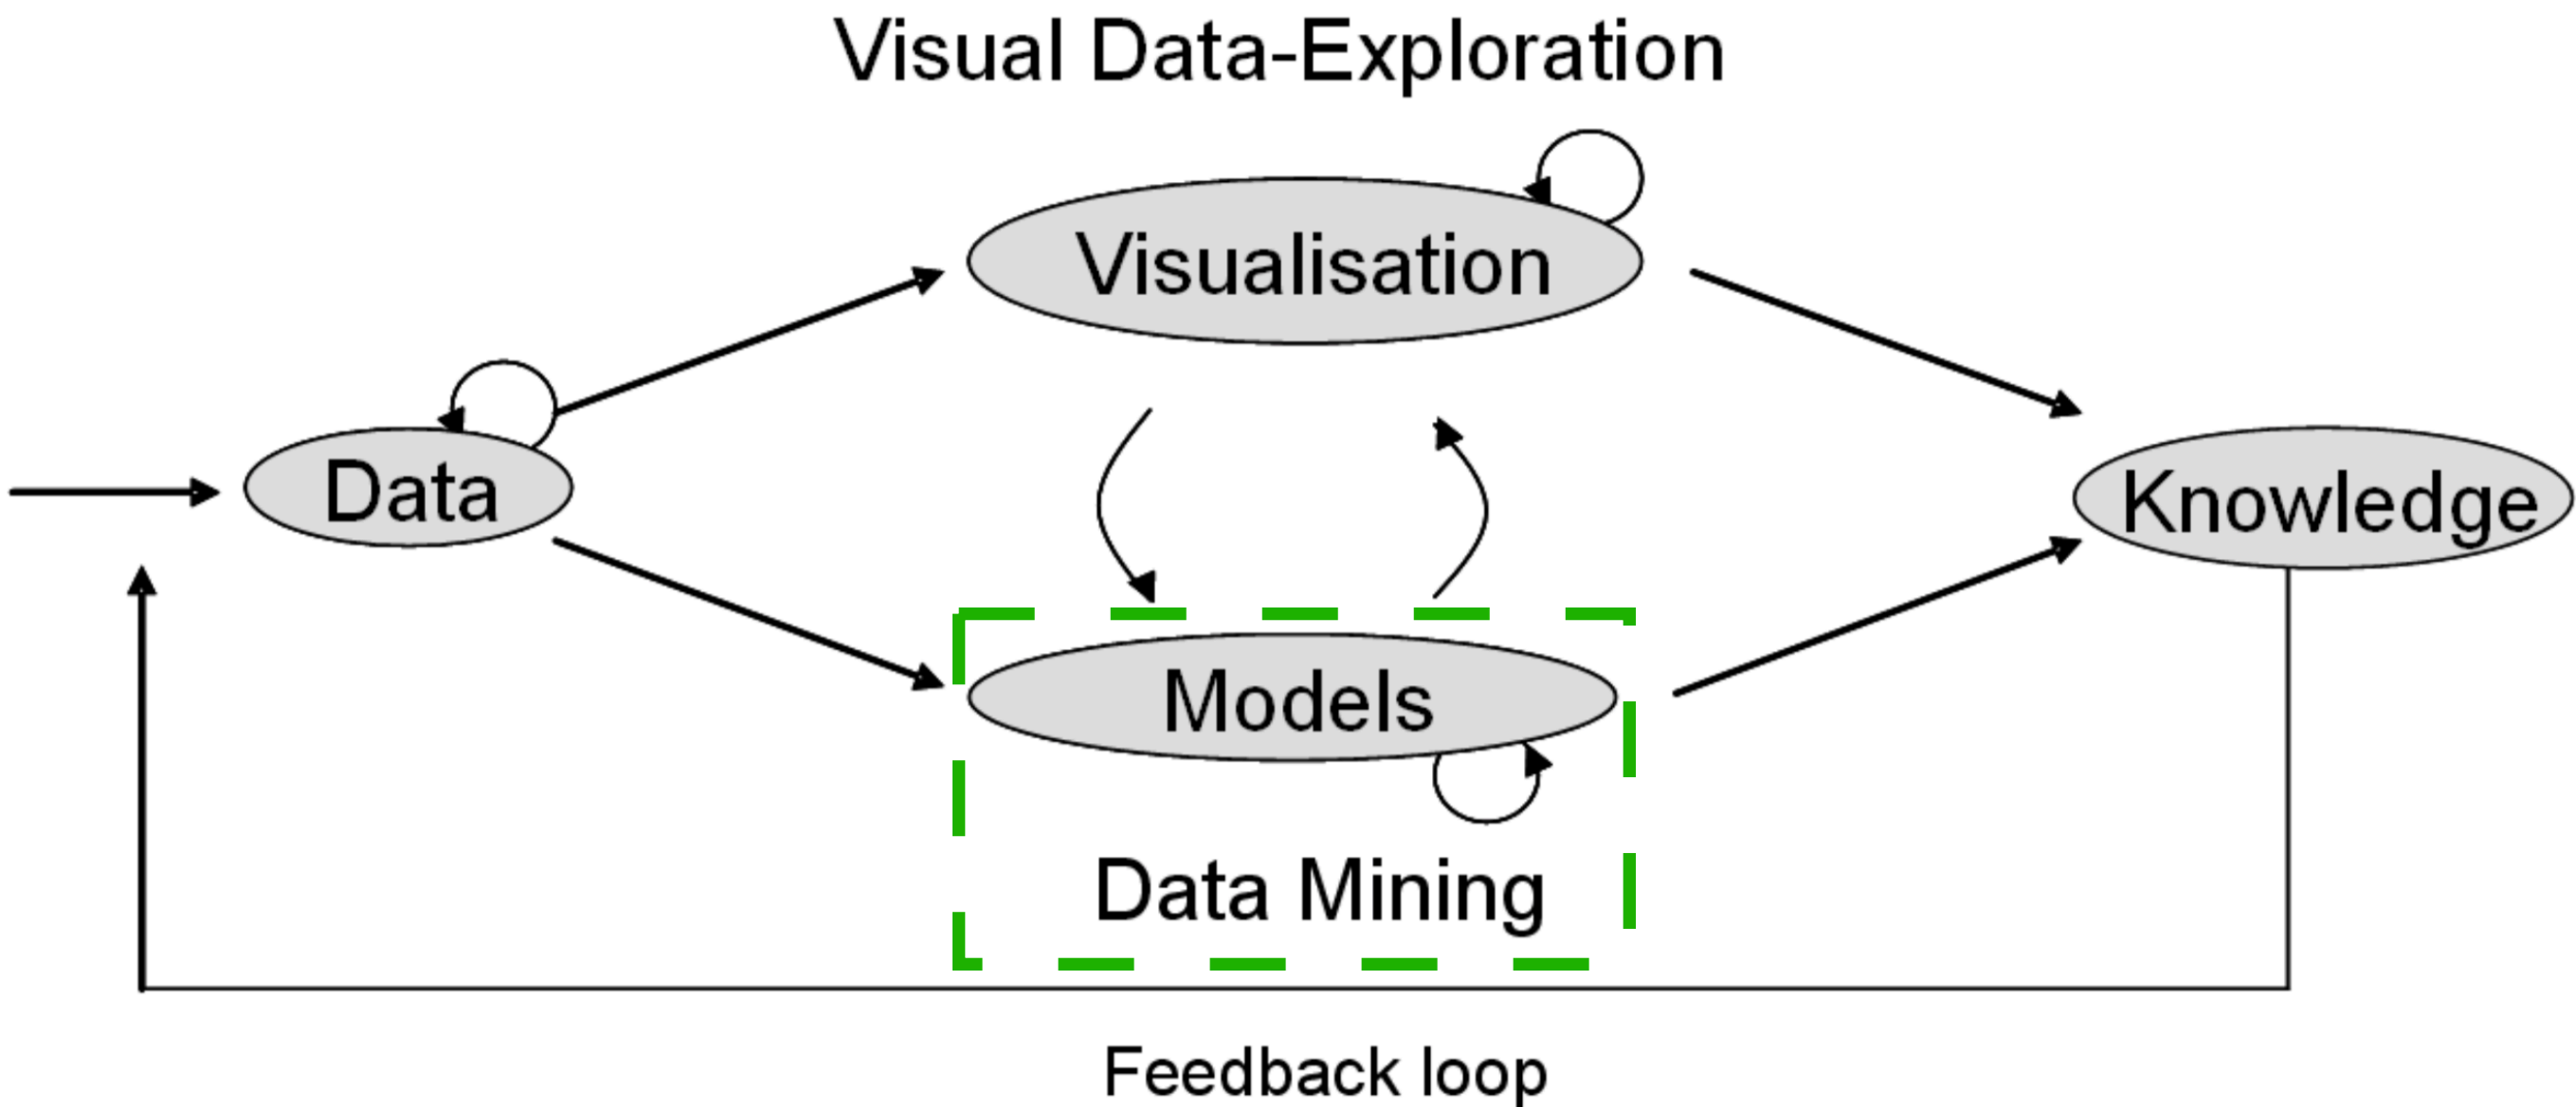 Visual Data-Exploration
Visualisation
Data
Knowledge
Models
Data Mining
Feedback loop